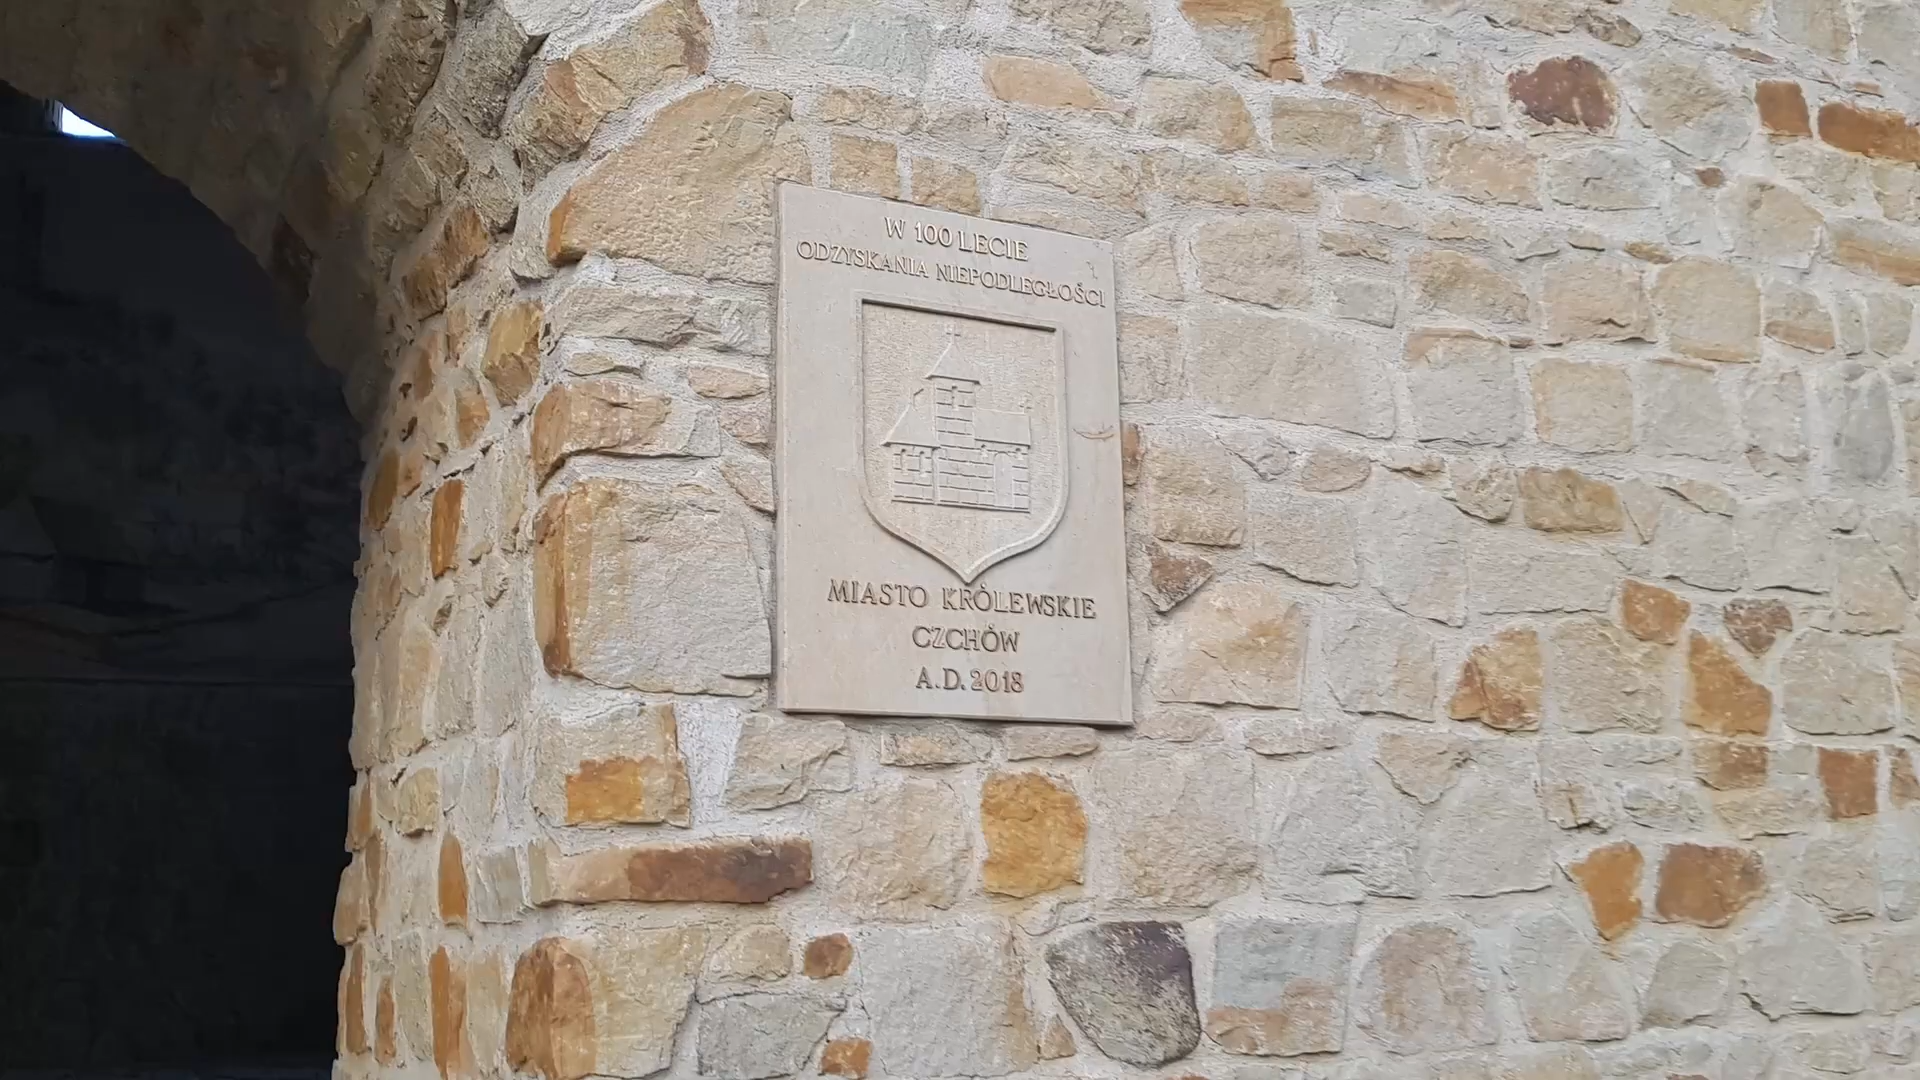 W 100 LECIE
ODZYSKANIA NIEPODLEGŁOŚCI
MIASTO KRÓLEWSKIE
CZCHÓW
A.D. 2018